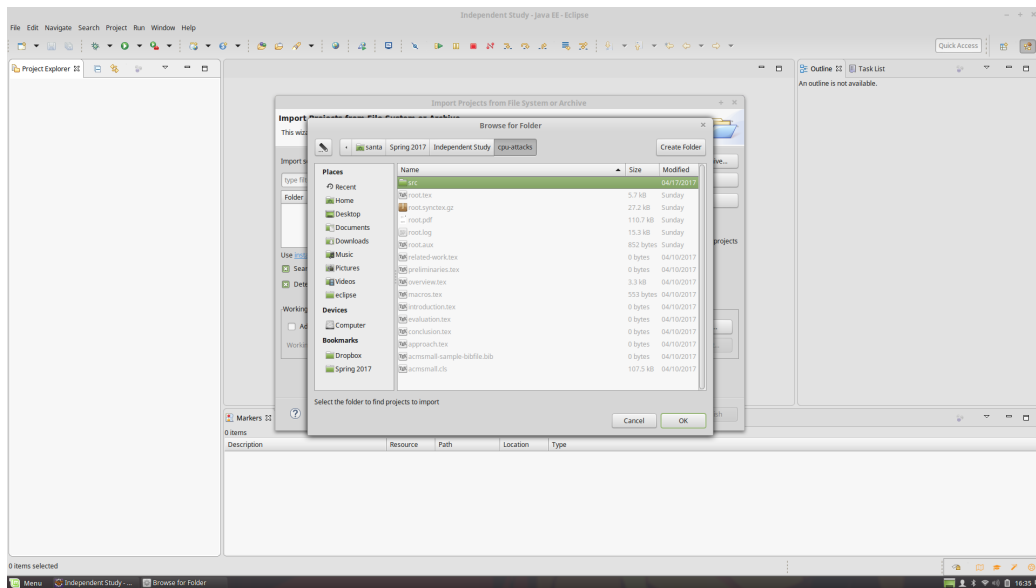 Independent Study - Java EE - Eclipse
File Edit Navigate Search Project Run Window Help
Quick Access
Project Explorer
Outline Task List
An outline is not available.
Import Projects from File System or Archive
Import Projects from File System or Archive
This wiza
Import s
type filt
Folder
Use
Sear
Dete
projects
Working
Ad
Worki
Browse for Folder
santa Spring 2017 Independent Study cpu-attacks
Create Folder
Places
Recent
Home
Desktop
Documents
Downloads
Music
Pictures
Videos
eclipse
Devices
Computer
Bookmarks
Dropbox
Spring 2017
Name Size Modified
src 04/17/2017
root.tex 5.7 kB Sunday
root.synctex.gz 27.2 kB Sunday
root.pdf 110.7 kB Sunday
root.log 15.3 kB Sunday
root.aux 852 bytes Sunday
related-work.tex 0 bytes 04/10/2017
preliminaries.tex 0 bytes 04/10/2017
overview.tex 3.3 kB 04/10/2017
macros.tex 553 bytes 04/10/2017
introduction.tex 0 bytes 04/10/2017
evaluation.tex 0 bytes 04/10/2017
conclusion.tex 0 bytes 04/10/2017
approach.tex 0 bytes 04/10/2017
acmsmall-sample-bibfile.bib 0 bytes 04/10/2017
acmsmall.cls 107.5 kB 04/10/2017
Select the folder to find projects to import
Cancel OK
Markers
0 items
Description Resource Path Location Type
0 items selected
Menu Independent Study - ... Browse for Folder 16:35